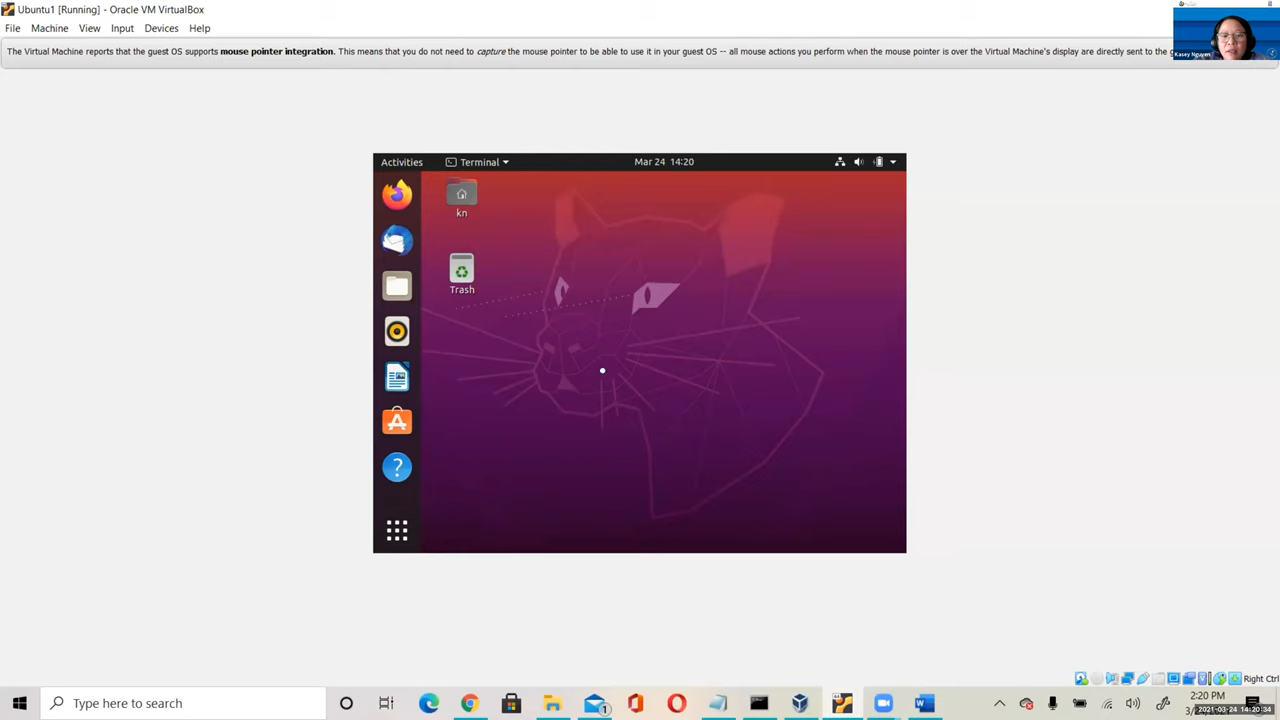 Ubuntu1 [Running] - Oracle VM VirtualBox
File Machine View Input Devices Help
The Virtual Machine reports that the guest OS supports mouse pointer integration. This means that you do not need to capture the mouse pointer to be able to use it in your guest OS -- all mouse actions you perform when the mouse pointer is over the Virtual Machine's display are directly sent to the
Kasey Nguyen
Activities Terminal Mar 24 14:20
kn
Trash
Right Ctrl
Type here to search
1
2:20 PM
2021-03-24 14:20:34